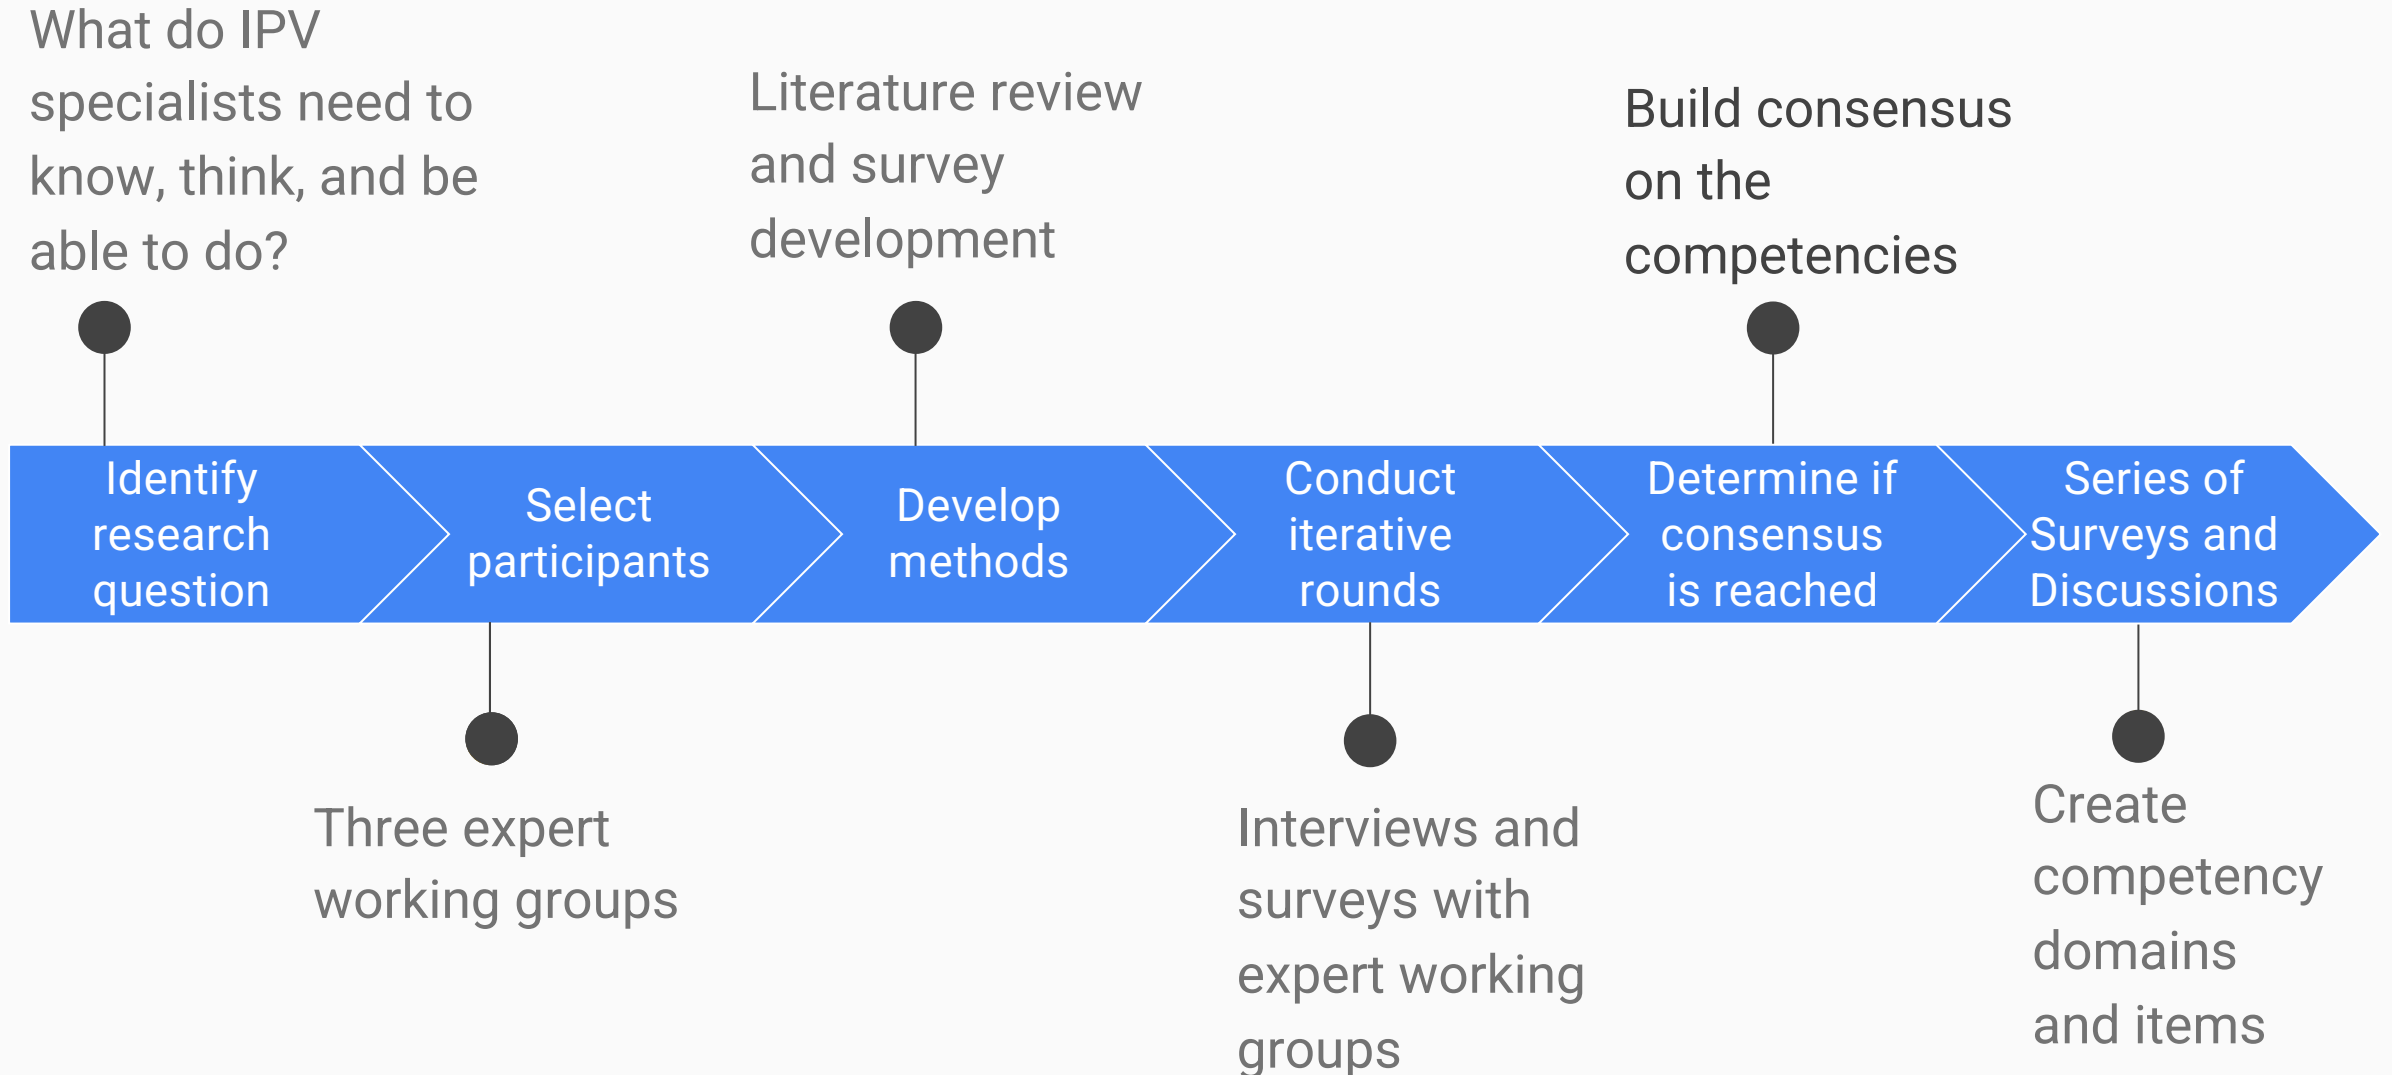 What do IPV
specialists need to
know, think, and be
able to do?
Literature review
and survey
development
Build consensus
on the
competencies
Identify
research
question
Select
participants
Develop
methods
Conduct
iterative
rounds
Determine if
consensus
is reached
Series of
Surveys and
Discussions
Three expert
working groups
Interviews and
surveys with
expert working
groups
Create
competency
domains
and items